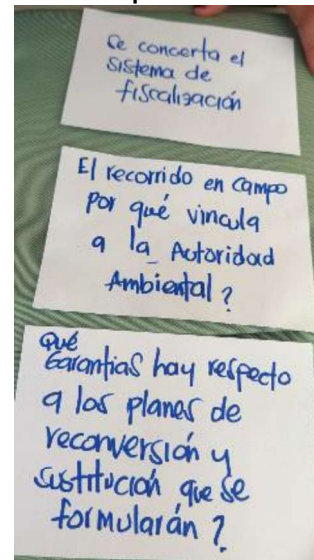 Se concerta el
sistema de
fiscalización
El recorrido en campo
por qué vincula
a la Autoridad
Ambiental?
Qué
Garantías hay respecto
a los planes de
reconversión y
sustitución que se
formularán?